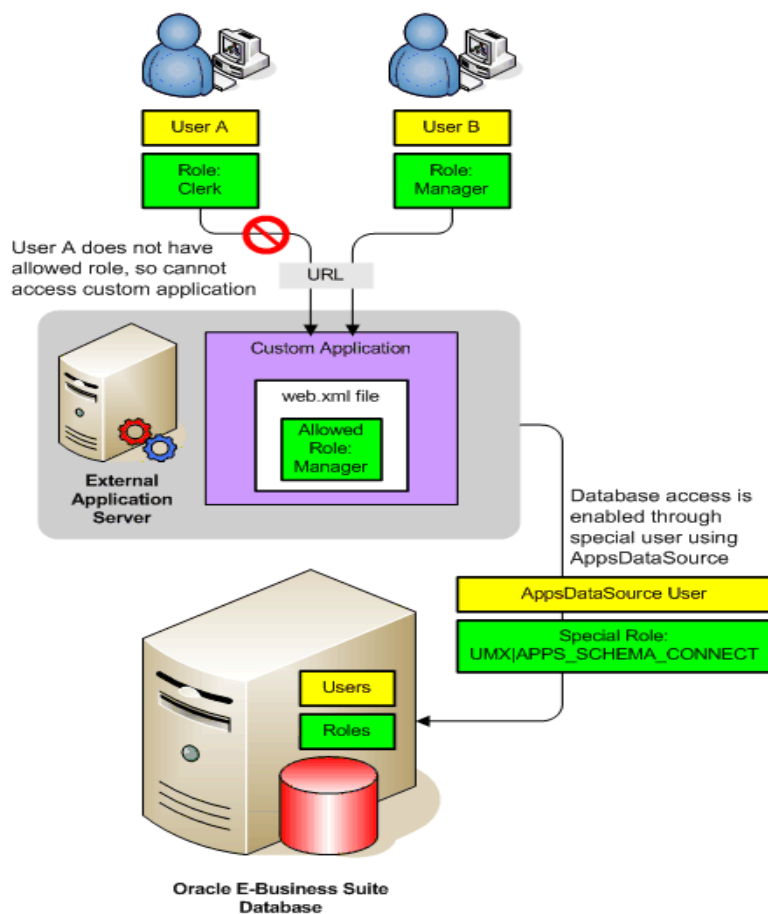 User A
User B
Role:
Clerk
Role:
Manager
User A does not have
allowed role, so cannot
access custom application
URL
Custom Application
web.xml file
Allowed
Role:
Manager
External
Application
Server
Database access is
enabled through
special user using
AppsDataSource
AppsDataSource User
Special Role:
UMX|APPS_SCHEMA_CONNECT
Users
Roles
Oracle E-Business Suite
Database